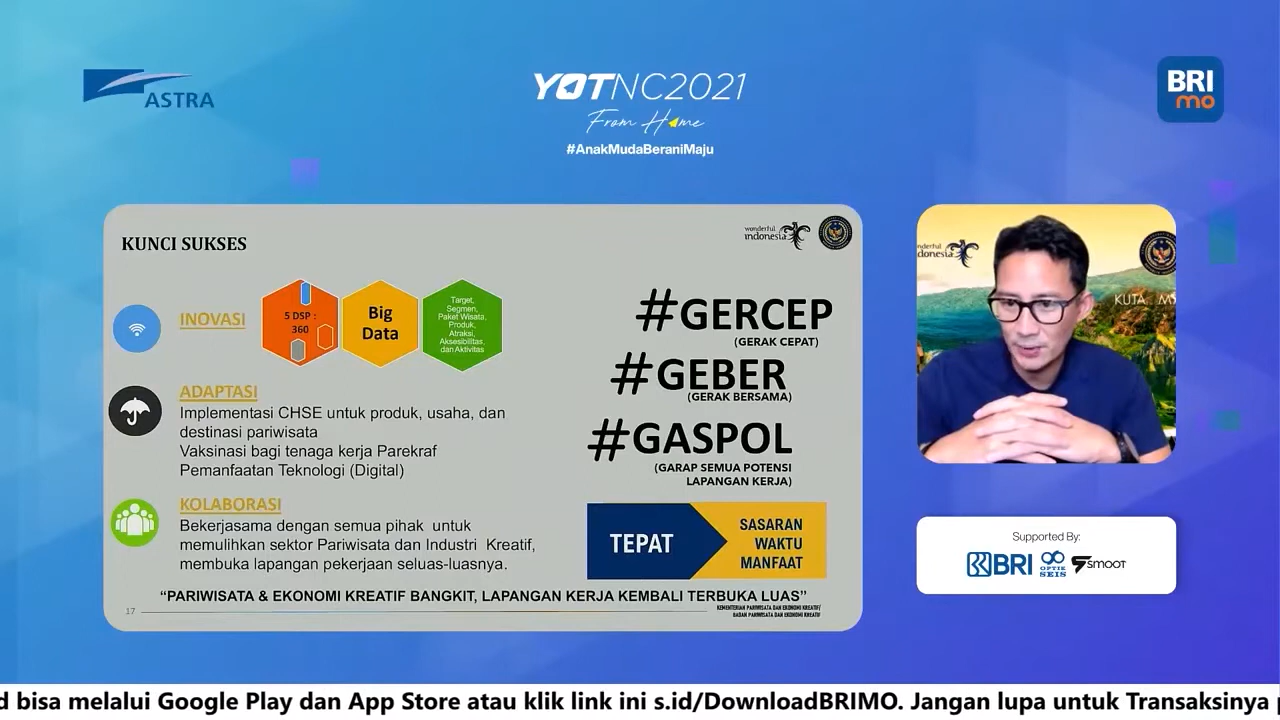 ASTRA
YOTNC2021
From Home
#AnakMudaBeraniMaju
BRI
mo
KUNCI SUKSES
wonderful
indonesia
INOVASI
5 DSP :
360
Big
Data
Target,
Segmen,
Paket Wisata,
Produk,
Atraksi,
Aksesibilitas,
dan Aktivitas
ADAPTASI
Implementasi CHSE untuk produk, usaha, dan
destinasi pariwisata
Vaksinasi bagi tenaga kerja Parekraf
Pemanfaatan Teknologi (Digital)
KOLABORASI
Bekerjasama dengan semua pihak untuk
memulihkan sektor Pariwisata dan Industri Kreatif,
membuka lapangan pekerjaan seluas-luasnya.
#GERCEP
(GERAK CEPAT)
#GEBER
(GERAK BERSAMA)
#GASPOL
(GARAP SEMUA POTENSI
LAPANGAN KERJA)
TEPAT
SASARAN
WAKTU
MANFAAT
“PARIWISATA & EKONOMI KREATIF BANGKIT, LAPANGAN KERJA KEMBALI TERBUKA LUAS”
17
KEMENTERIAN PARIWISATA DAN EKONOMI KREATIF/
BADAN PARIWISATA DAN EKONOMI KREATIF
nderful
donesia
KUTA
Supported By:
BRI
OPTIK
SEIS
smoot
d bisa melalui Google Play dan App Store atau klik link ini s.id/DownloadBRIMO. Jangan lupa untuk Transaksinya